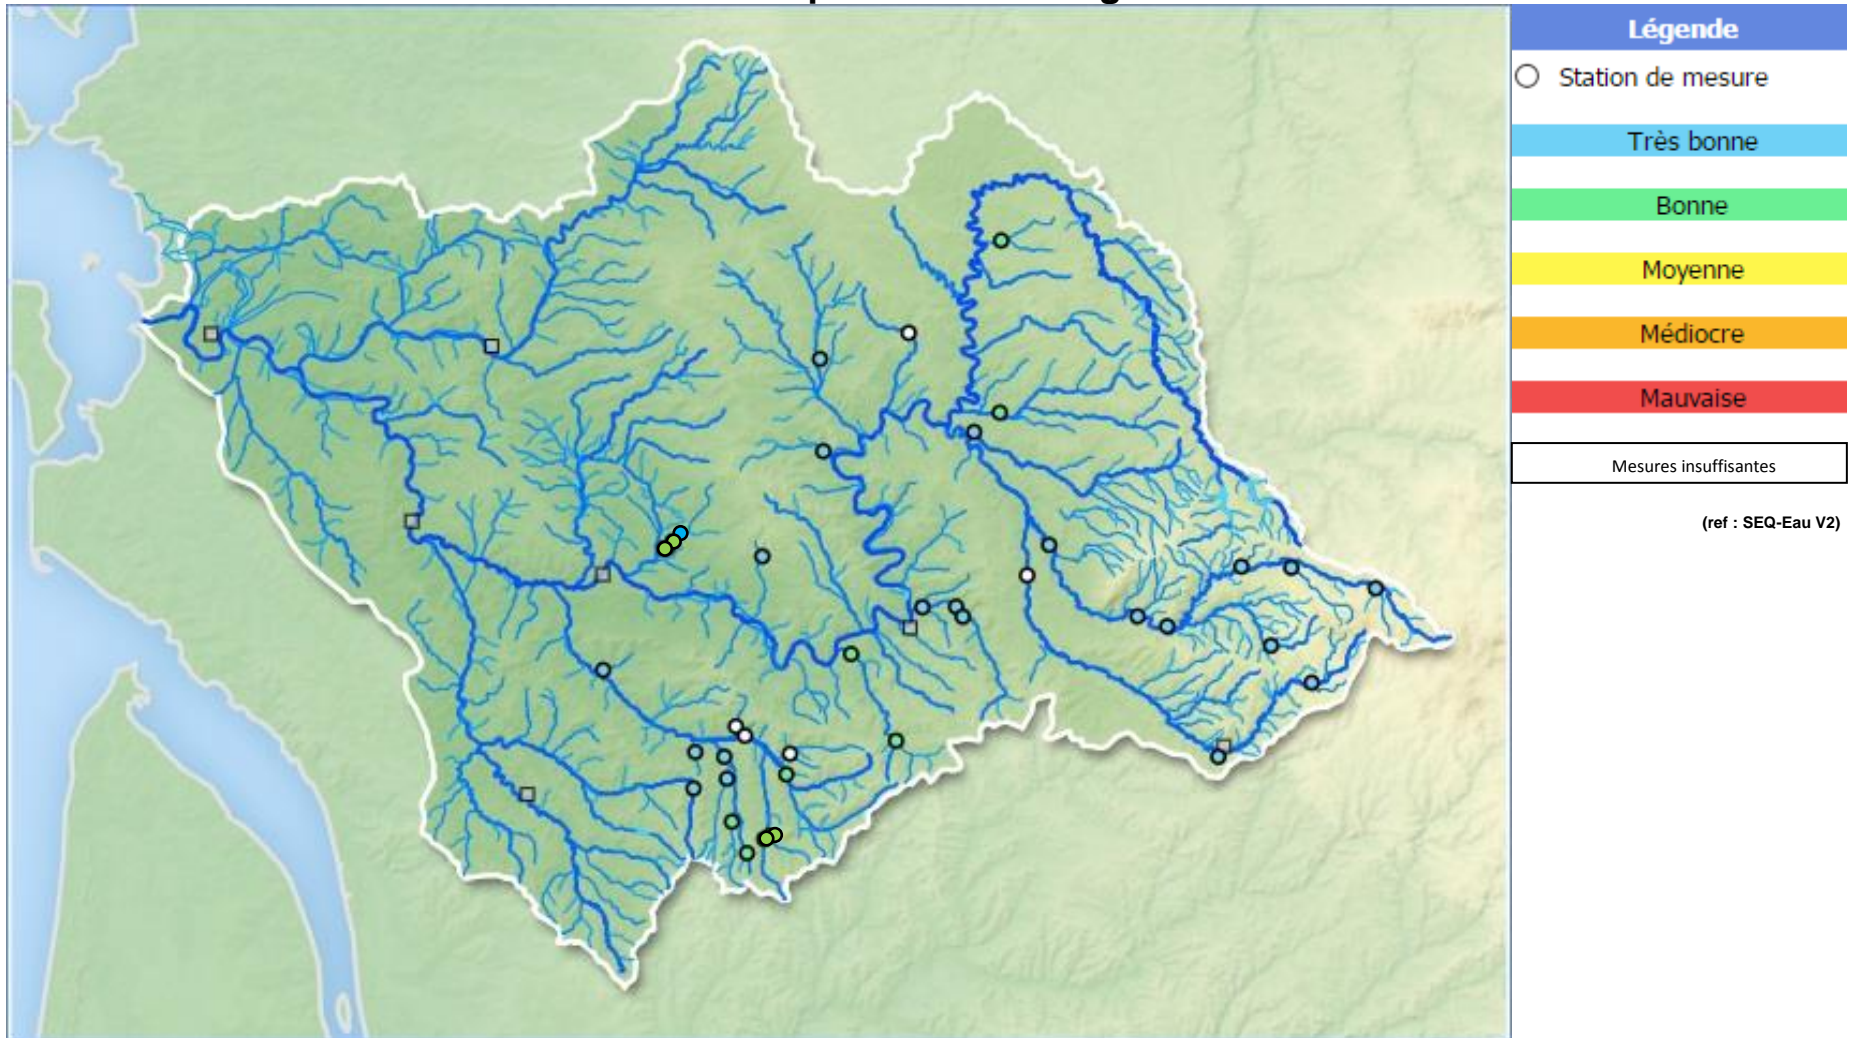 Légende
Station de mesure
Très bonne
Bonne
Moyenne
Médiocre
Mauvaise
Mesures insuffisantes
(ref : SEQ-Eau V2)